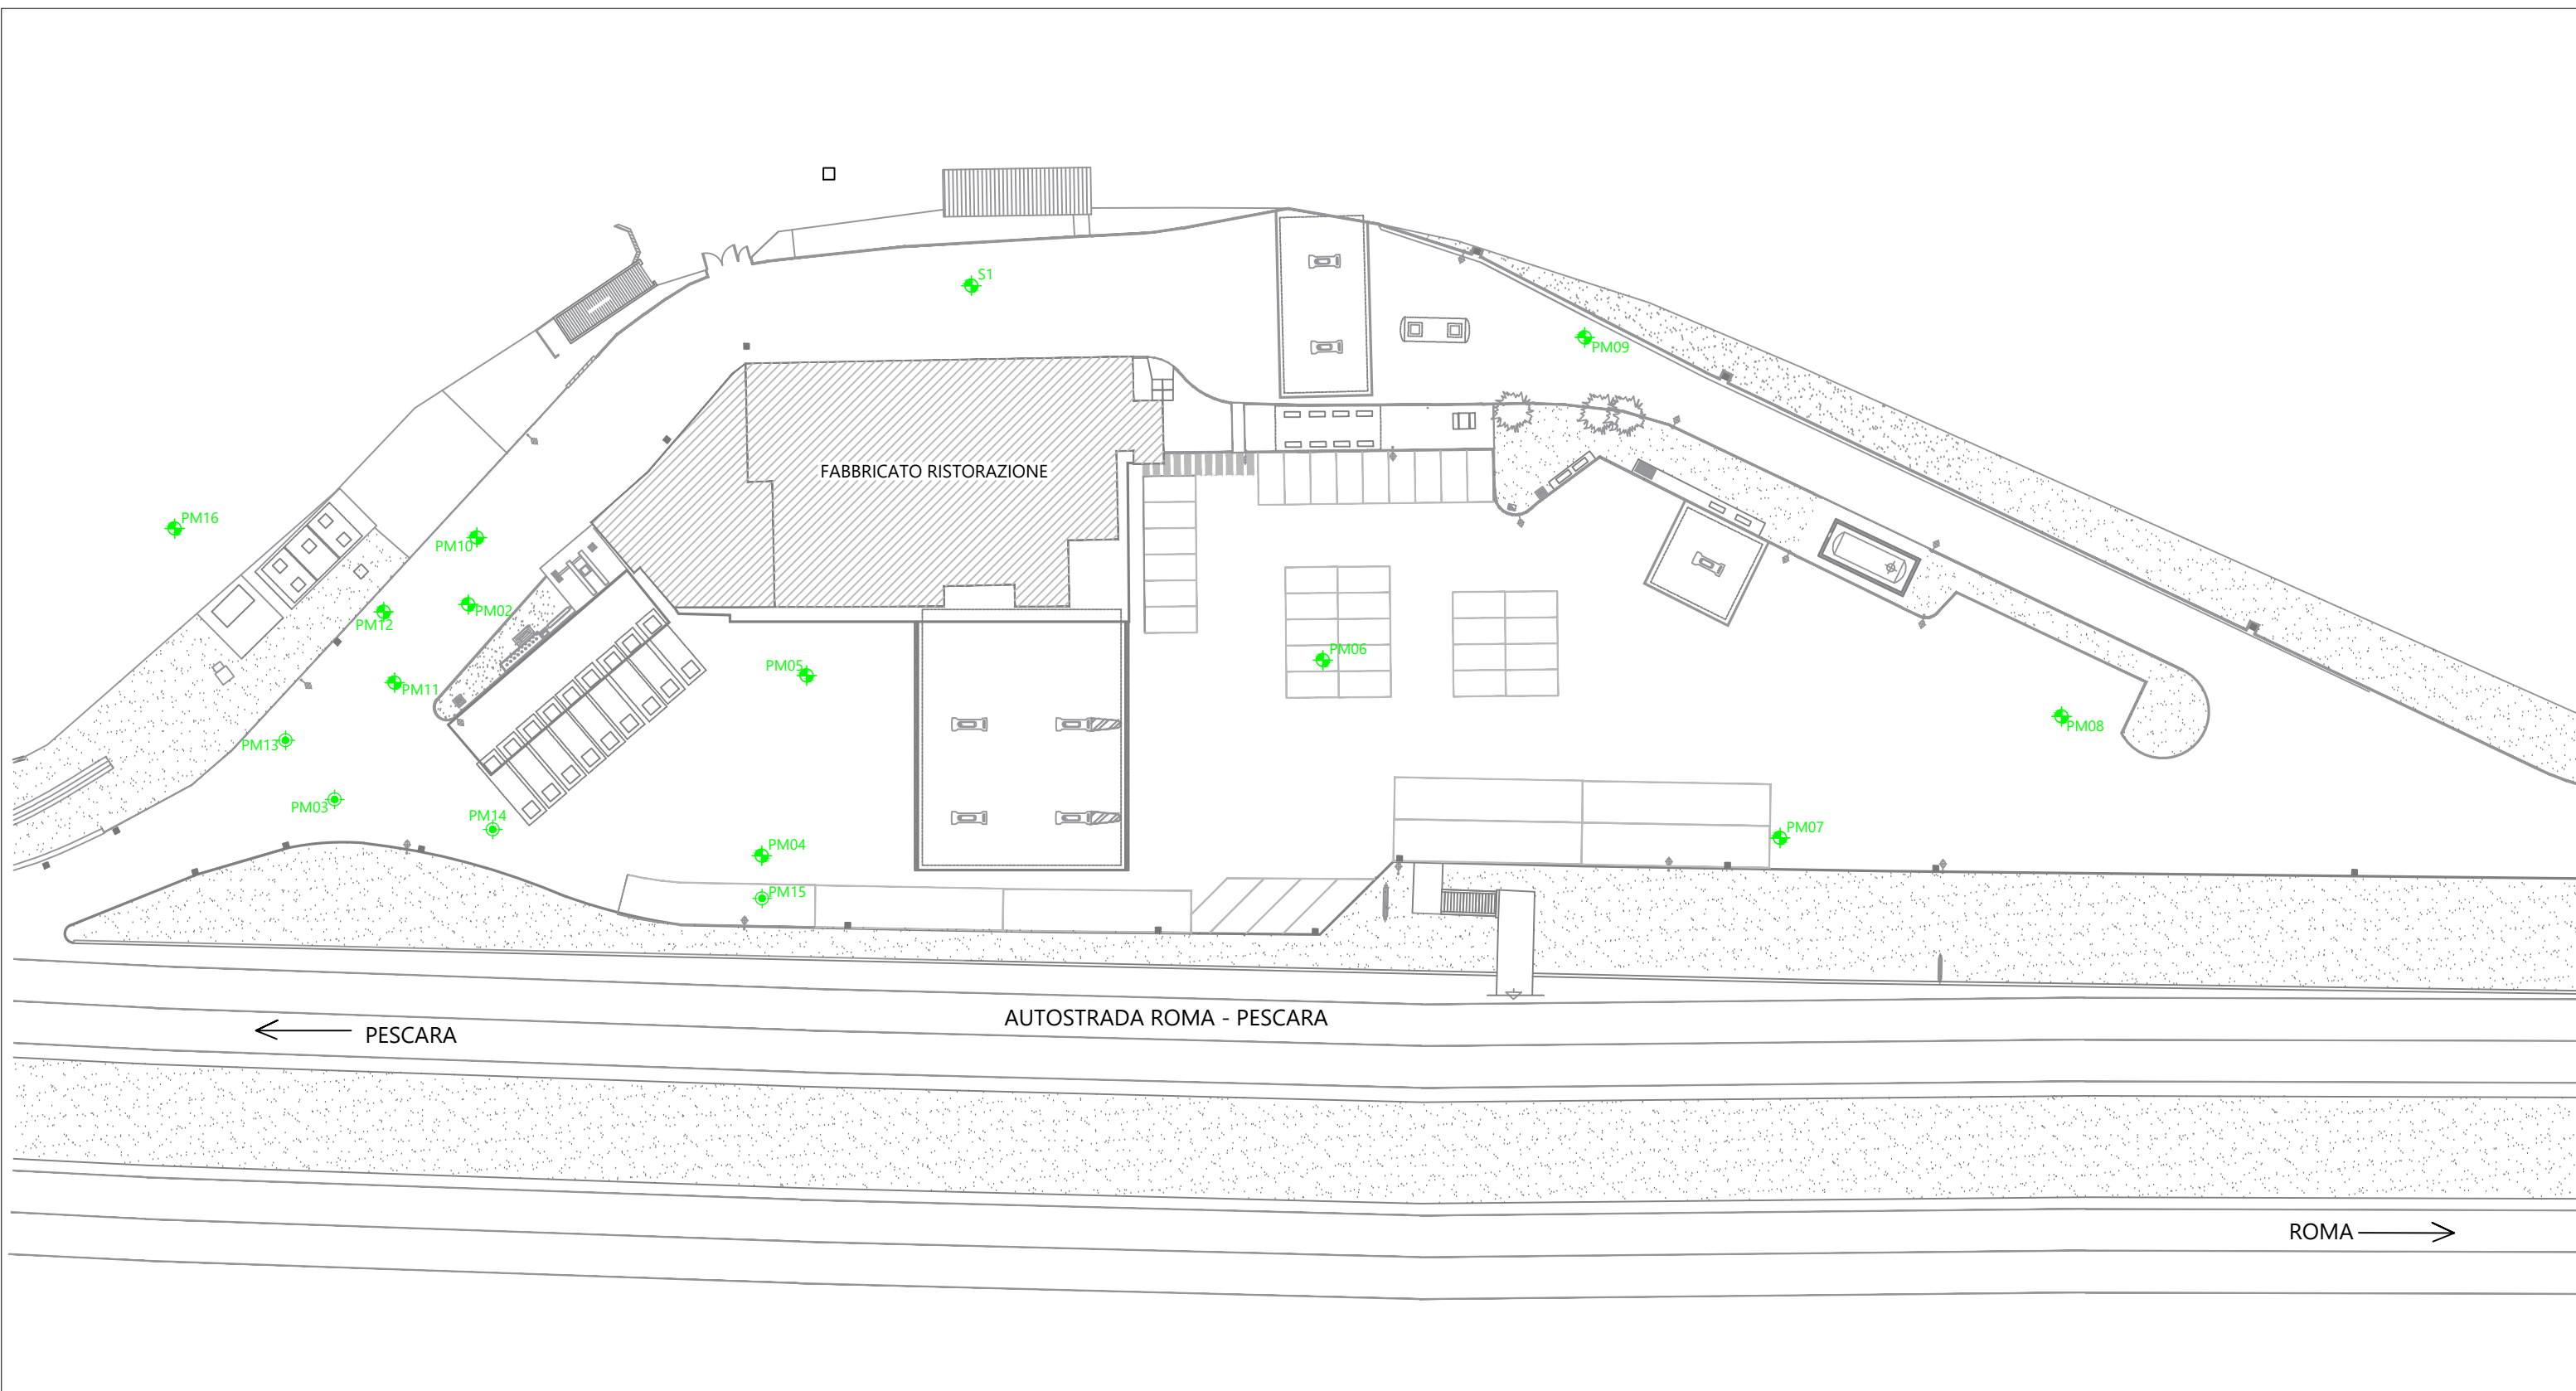 S1
PM09
FABBRICATO RISTORAZIONE
PM16
PM10
PM02
PM12
PM06
PM05
PM11
PM08
PM13
PM03
PM14
PM07
PM04
PM15
AUTOSTRADA ROMA - PESCARA
PESCARA
ROMA